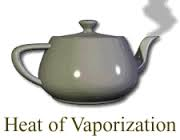 Heat of Vaporization